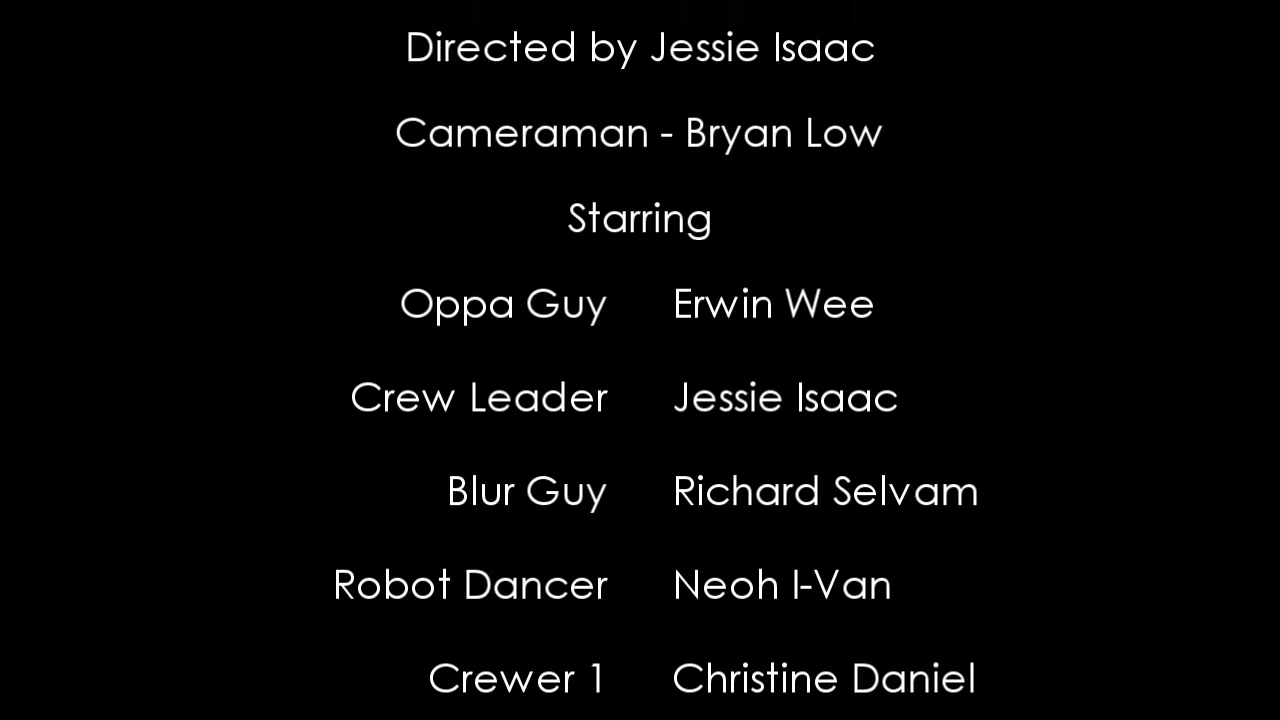 Directed by Jessie Isaac
Cameraman - Bryan Low
Starring
Oppa Guy Erwin Wee
Crew Leader Jessie Isaac
Blur Guy Richard Selvam
Robot Dancer Neoh I-Van
Crewer 1 Christine Daniel